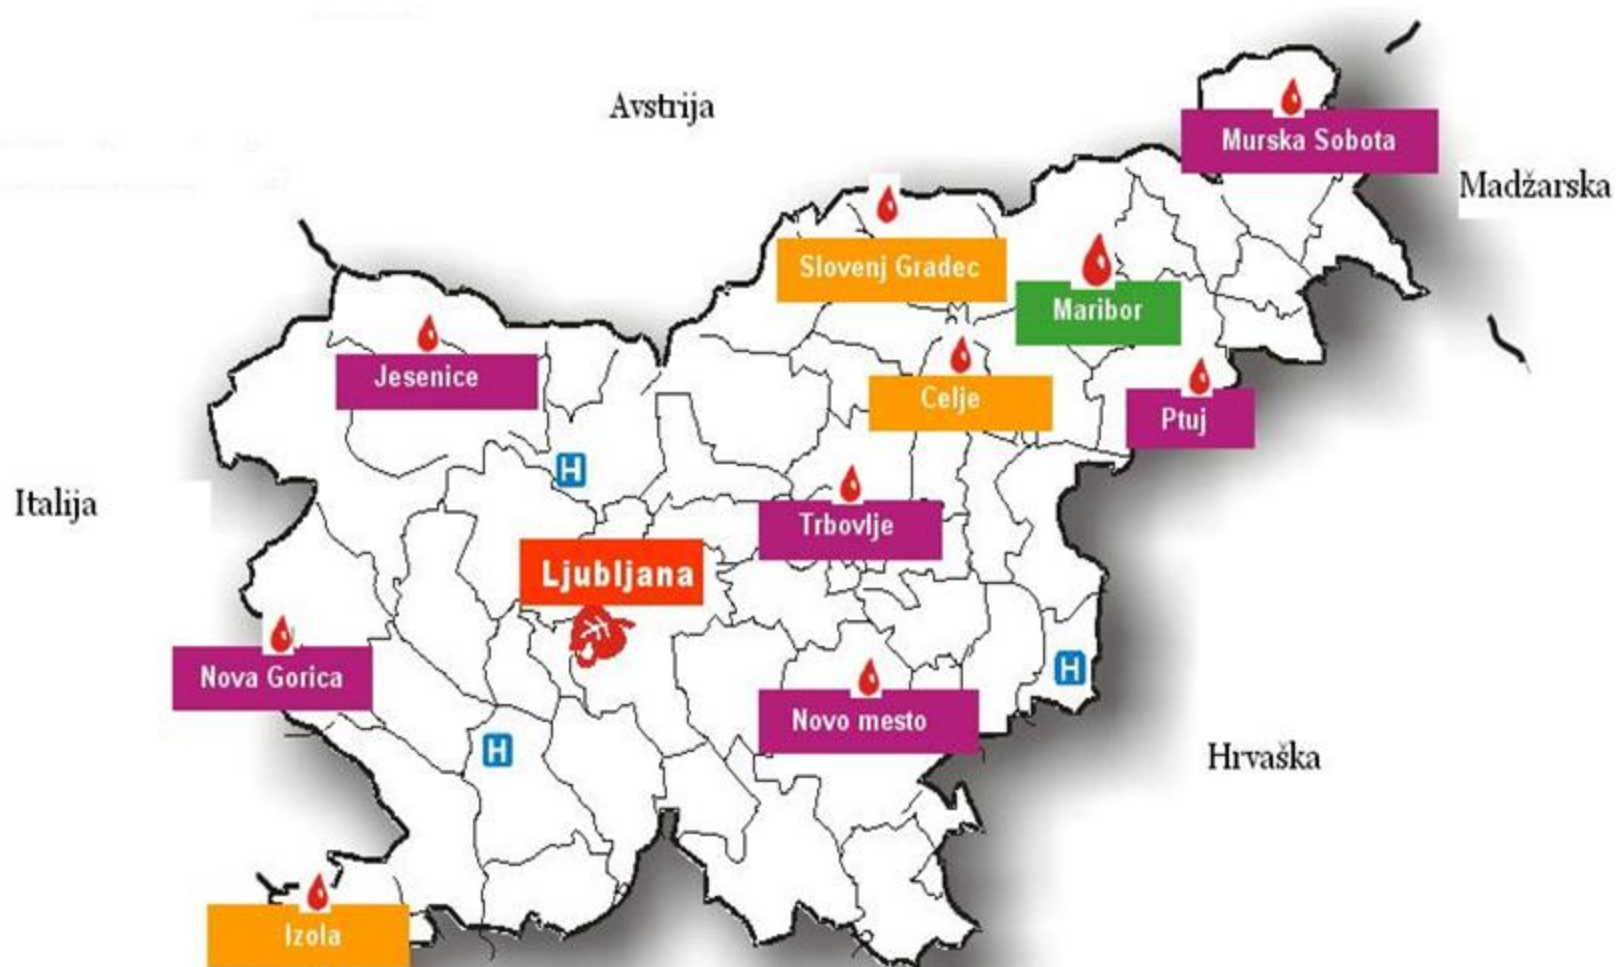 Avstrija
Murska Sobota
Madžarska
Slovenj Gradec
Maribor
Jesenice
Celje
Ptuj
H
Italija
Trbovlje
Ljubljana
Nova Gorica
H
Novo mesto
H
Hrvaška
Izola